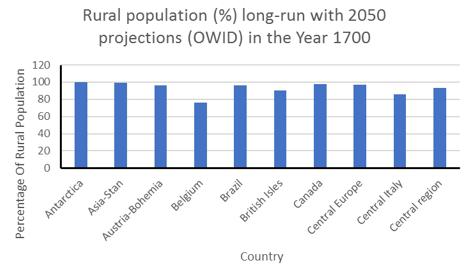 Rural population (%) long-run with 2050
projections (OWID) in the Year 1700
Percentage Of Rural Population
120
100
80
60
40
20
0
Antarctica
Asia-Stan
Austria-Bohemia
Belgium
Brazil
British Isles
Canada
Central Europe
Central Italy
Central region
Country